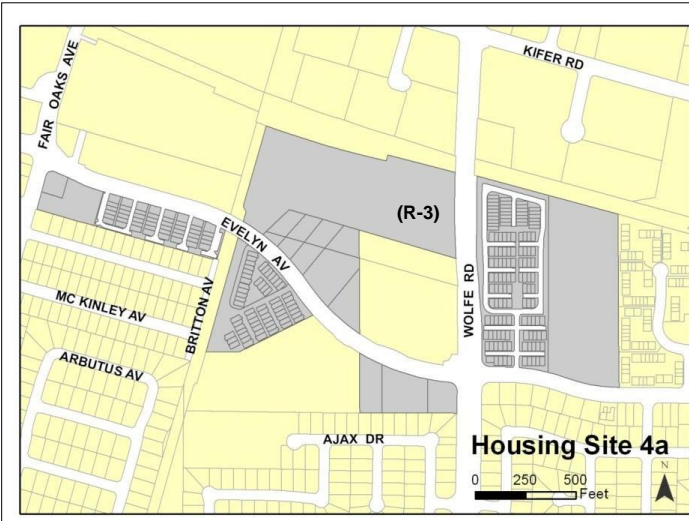 KIFER RD
FAIR OAKS AVE
(R-3)
EVELYN AV
WOLFE RD
MC KINLEY AV
BRITTON AV
ARBUTUS AV
AJAX DR
Housing Site 4a
N
0 250 500
Feet